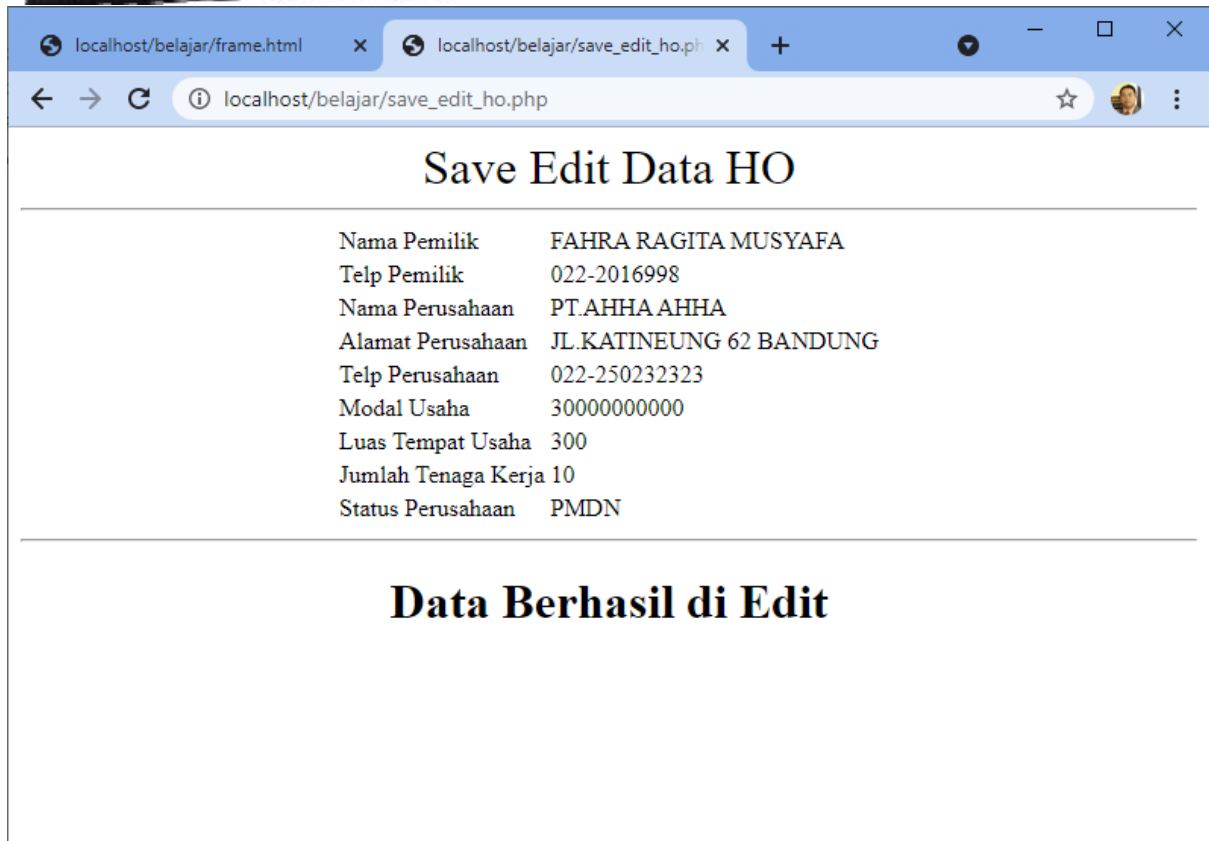 localhost/belajar/frame.html
localhost/belajar/save_edit_ho.ph
localhost/belajar/save_edit_ho.php
Save Edit Data HO
Nama Pemilik FAHRA RAGITA MUSYAFA
Telp Pemilik 022-2016998
Nama Perusahaan PT.AHHA AHHA
Alamat Perusahaan JL.KATINEUNG 62 BANDUNG
Telp Perusahaan 022-250232323
Modal Usaha 30000000000
Luas Tempat Usaha 300
Jumlah Tenaga Kerja 10
Status Perusahaan PMDN
Data Berhasil di Edit